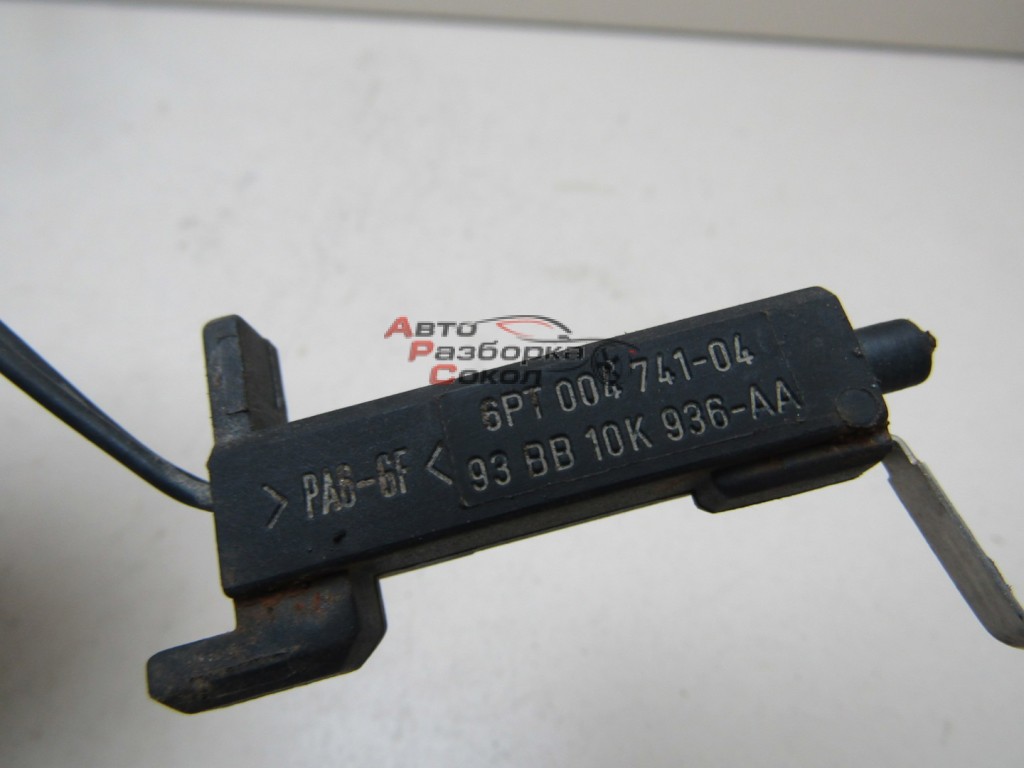 Авто
Разборка
Сокол
6PT 004 741-04
93 BB 10K 936-AA
> PA6-GF <